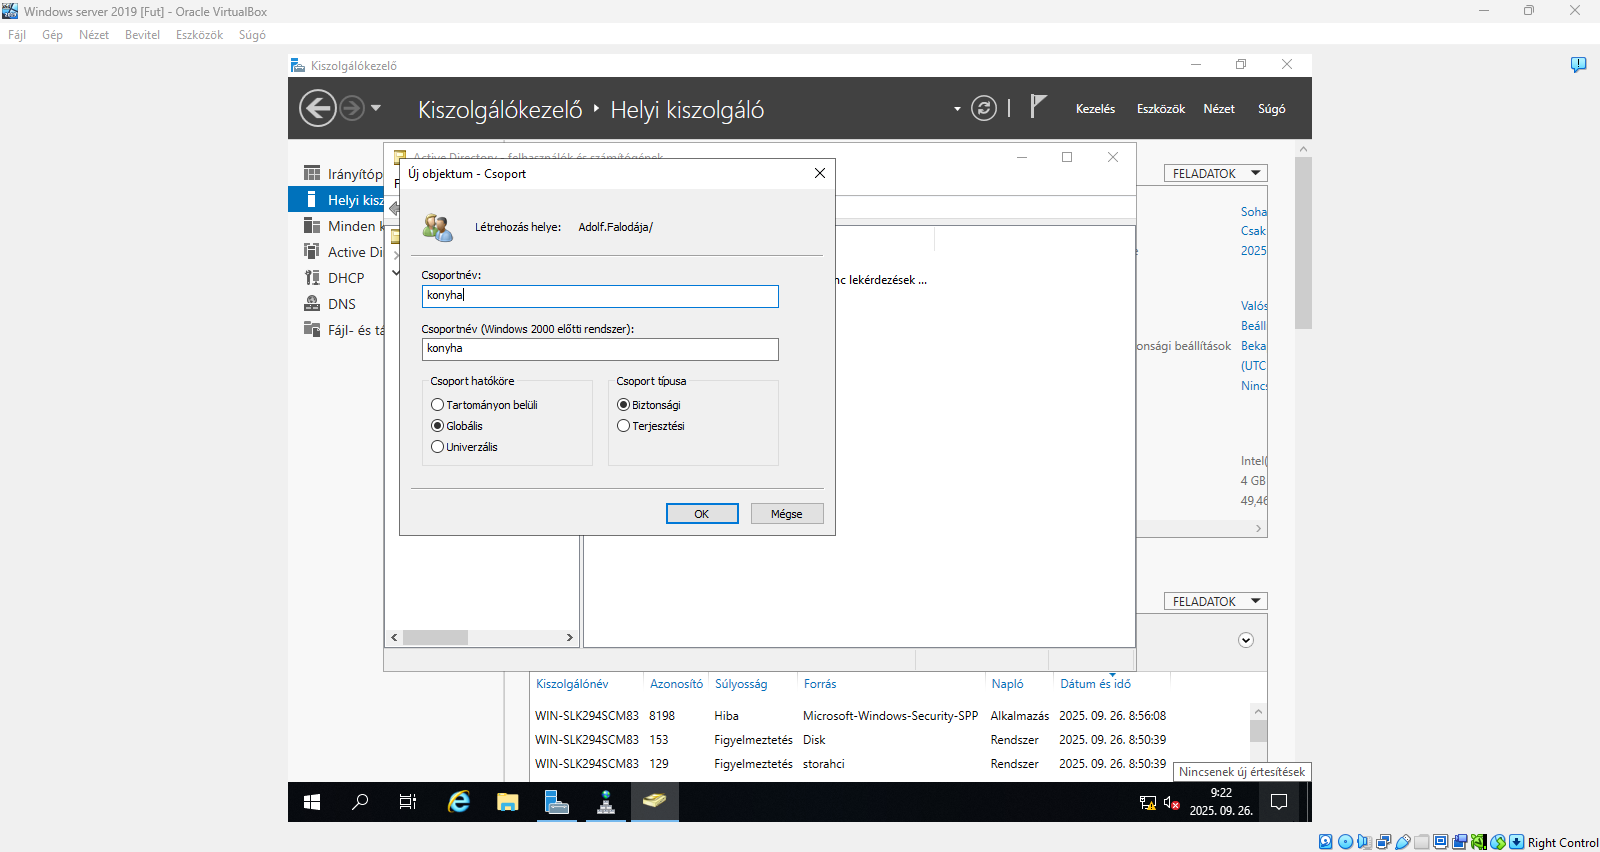 Windows server 2019 [Fut] - Oracle VirtualBox
Fájl Gép Nézet Bevitel Eszközök Súgó
Kiszolgálókezelő
Kiszolgálókezelő Helyi kiszolgáló
Kezelés Eszközök Nézet Súgó
Active Directory - felhasználók és számítógépek
Irányítóp
Helyi kisz
Minden k
Active Di
DHCP
DNS
Fájl- és tá
Új objektum - Csoport
Létrehozás helye: Adolf.Falodája/
Csoportnév:
konyha
Csoportnév (Windows 2000 előtti rendszer):
konyha
Csoport hatóköre
Tartományon belüli
Globális
Univerzális
Csoport típusa
Biztonsági
Terjesztési
OK Mégse
nc lekérdezések ...
FELADATOK
Soha
Csak
2025
Valós
Beáll
onsági beállítások Beka
(UTC
Nincs
Intel(
4 GB
49,46
FELADATOK
Kiszolgálónév Azonosító Súlyosság Forrás Napló Dátum és idő
WIN-SLK294SCM83 8198 Hiba Microsoft-Windows-Security-SPP Alkalmazás 2025. 09. 26. 8:56:08
WIN-SLK294SCM83 153 Figyelmeztetés Disk Rendszer 2025. 09. 26. 8:50:39
WIN-SLK294SCM83 129 Figyelmeztetés storahci Rendszer 2025. 09. 26. 8:50:39
Nincsenek új értesítések
9:22
2025. 09. 26.
Right Control